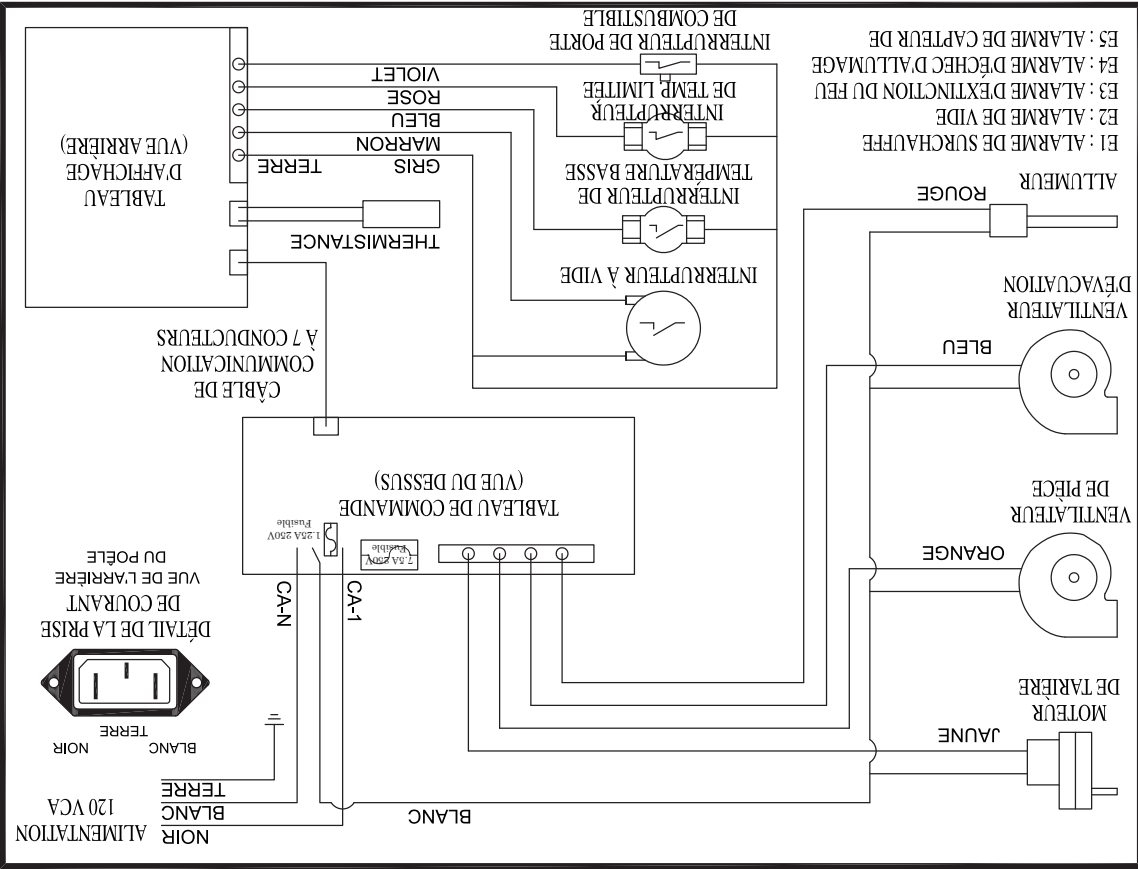 ALIMENTATION
120 VCA
NOIR
BLANC
TERRE
BLANC
BLANC
TERRE
NOIR
DÉTAIL DE LA PRISE
DE COURANT
VUE DE L'ARRIÈRE
DU POÊLE
CA-1
CA-N
MOTEUR
DE TARIÈRE
JAUNE
VENTILATEUR
DE PIÈCE
ORANGE
VENTILATEUR
D'ÉVACUATION
BLEU
ALLUMEUR
ROUGE
7.5A 250V
Fusible
1.25A 250V
Fusible
TABLEAU DE COMMANDE
(VUE DU DESSUS)
CÂBLE DE
COMMUNICATION
À 7 CONDUCTEURS
INTERRUPTEUR À VIDE
INTERRUPTEUR DE
TEMPÉRATURE BASSE
INTERRUPTEUR
DE TEMP LIMITÉE
INTERRUPTEUR DE PORTE
DE COMBUSTIBLE
THERMISTANCE
GRIS
TERRE
MARRON
BLEU
ROSE
VIOLET
TABLEAU
D'AFFICHAGE
(VUE ARRIÈRE)
E1 : ALARME DE SURCHAUFFE
E2 : ALARME DE VIDE
E3 : ALARME D'ÉXTINCTION DU FEU
E4 : ALARME D'ÉCHEC D'ALLUMAGE
E5 : ALARME DE CAPTEUR DE